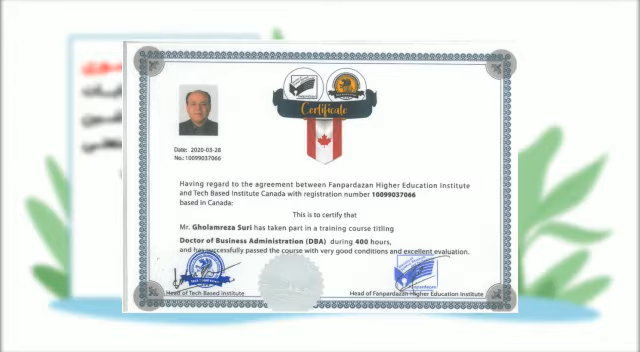 Certificate
Date: 2020-03-28
No.: 10099037066
Having regard to the agreement between Fanpardazan Higher Education Institute
and Tech Based Institute Canada with registration number 10099037066
based in Canada:
This is to certify that
Mr. Gholamreza Suri has taken part in a training course titling
Doctor of Business Administration (DBA) during 400 hours,
and has successfully passed the course with very good conditions and excellent evaluation.
Head of Tech Based Institute
Head of Fanpardazan Higher Education Institute